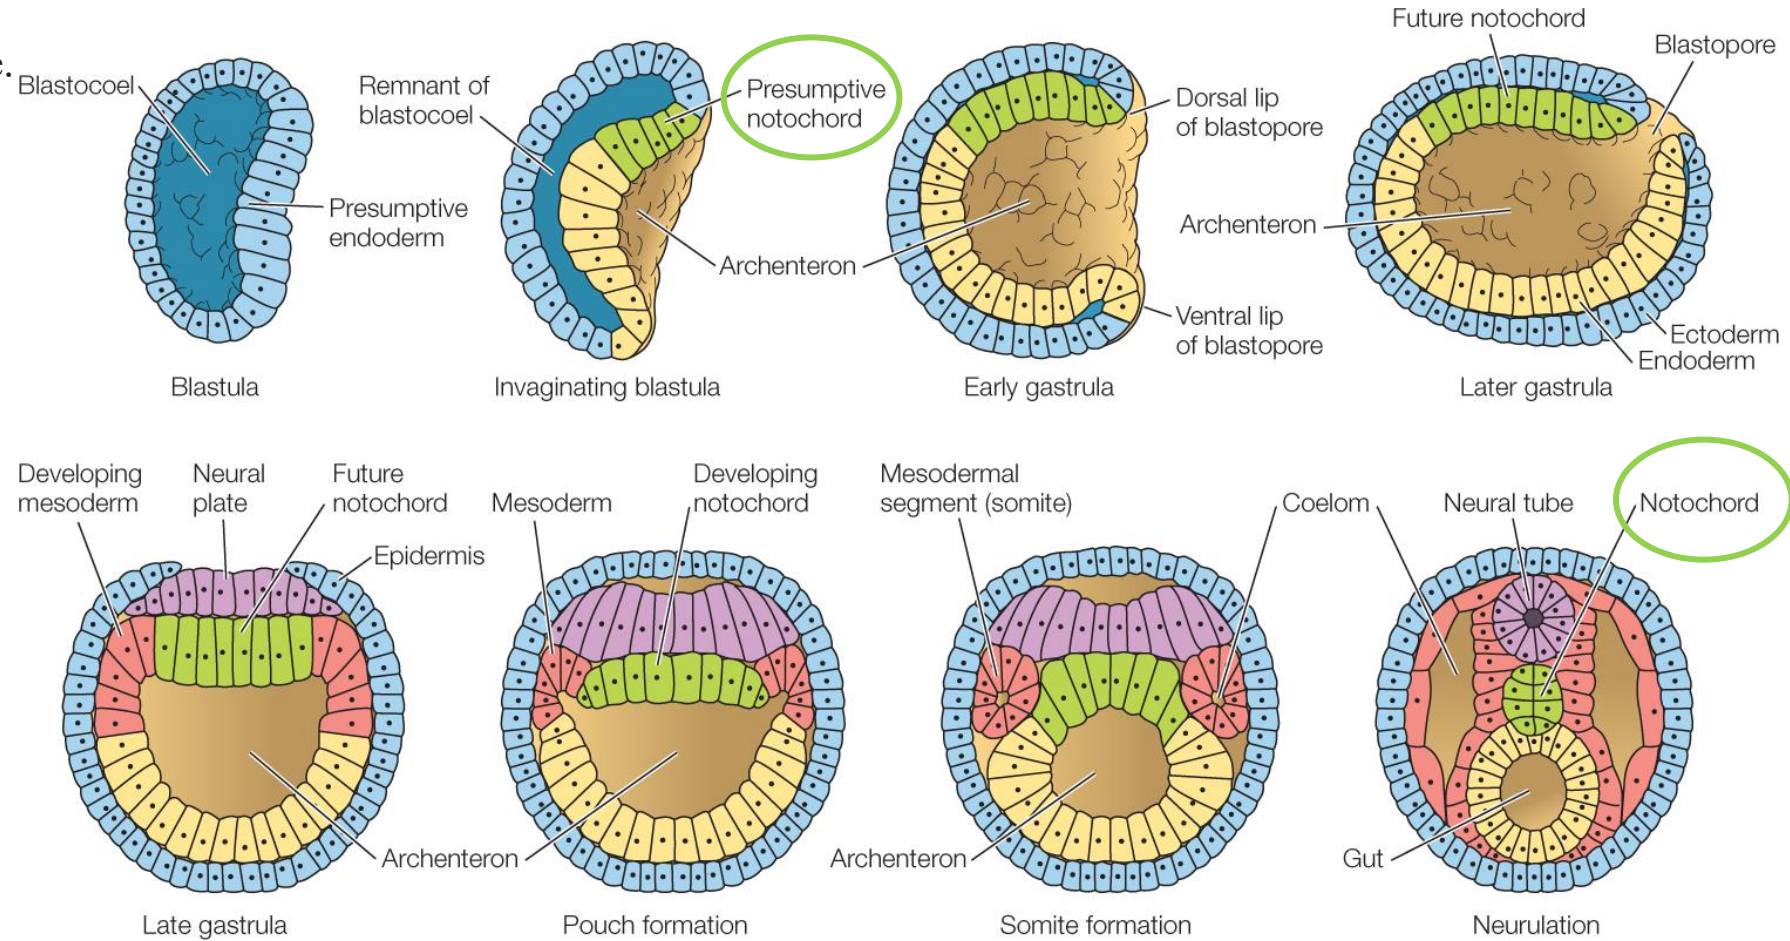 e.
Blastocoel
Presumptive
endoderm
Blastula
Remnant of
blastocoel
Presumptive
notochord
Archenteron
Invaginating blastula
Dorsal lip
of blastopore
Ventral lip
of blastopore
Early gastrula
Future notochord
Blastopore
Archenteron
Ectoderm
Endoderm
Later gastrula
Developing
mesoderm
Neural
plate
Future
notochord
Epidermis
Archenteron
Late gastrula
Mesoderm
Developing
notochord
Pouch formation
Mesodermal
segment (somite)
Coelom
Archenteron
Somite formation
Neural tube
Notochord
Gut
Neurulation